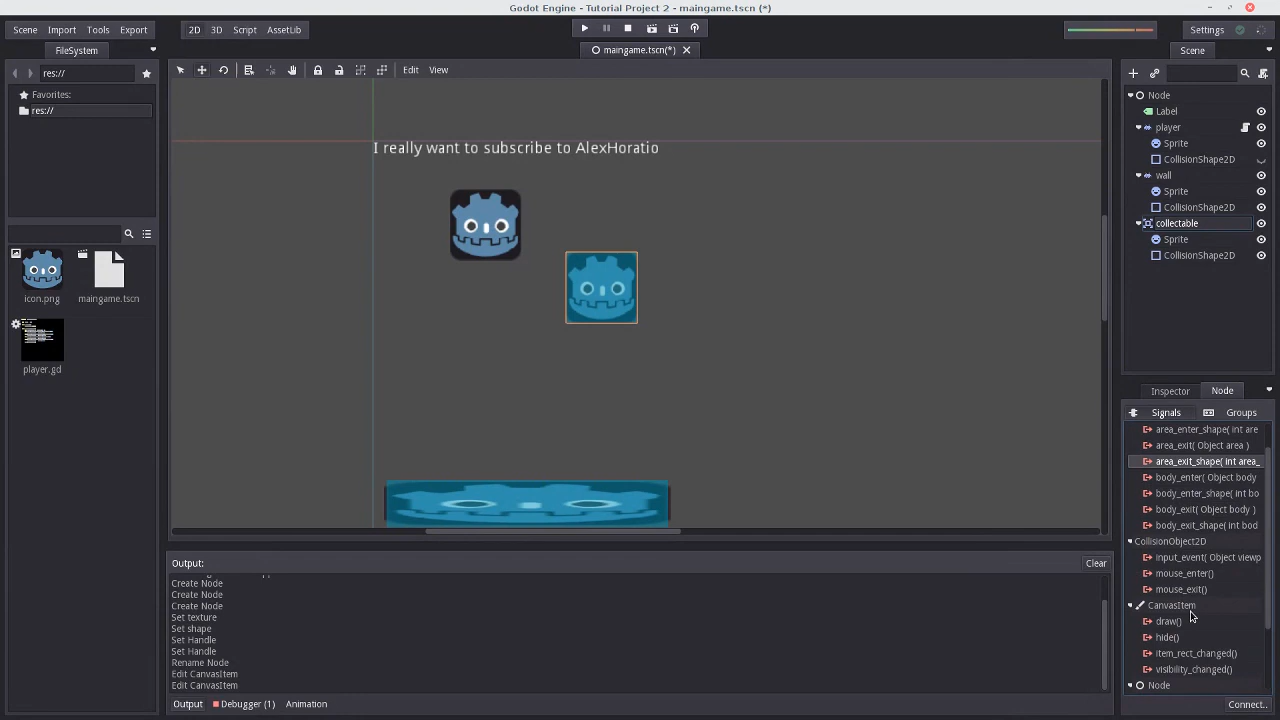 Godot Engine - Tutorial Project 2 - maingame.tscn (*)
Scene Import Tools Export
2D 3D Script AssetLib
Settings
FileSystem
maingame.tscn(*)
Scene
res://
Edit View
Favorites:
res://
Node
Label
player
Sprite
CollisionShape2D
wall
Sprite
CollisionShape2D
collectable
Sprite
CollisionShape2D
I really want to subscribe to AlexHoratio
icon.png
maingame.tscn
player.gd
Inspector Node
Signals Groups
area_enter_shape( int are
area_exit( Object area )
area_exit_shape( int area_
body_enter( Object body
body_enter_shape( int bo
body_exit( Object body )
body_exit_shape( int bod
CollisionObject2D
input_event( Object viewp
mouse_enter()
mouse_exit()
CanvasItem
draw()
hide()
item_rect_changed()
visibility_changed()
Node
Connect..
Output:
Clear
Create Node
Create Node
Create Node
Set texture
Set shape
Set Handle
Set Handle
Rename Node
Edit CanvasItem
Edit CanvasItem
Output Debugger (1) Animation